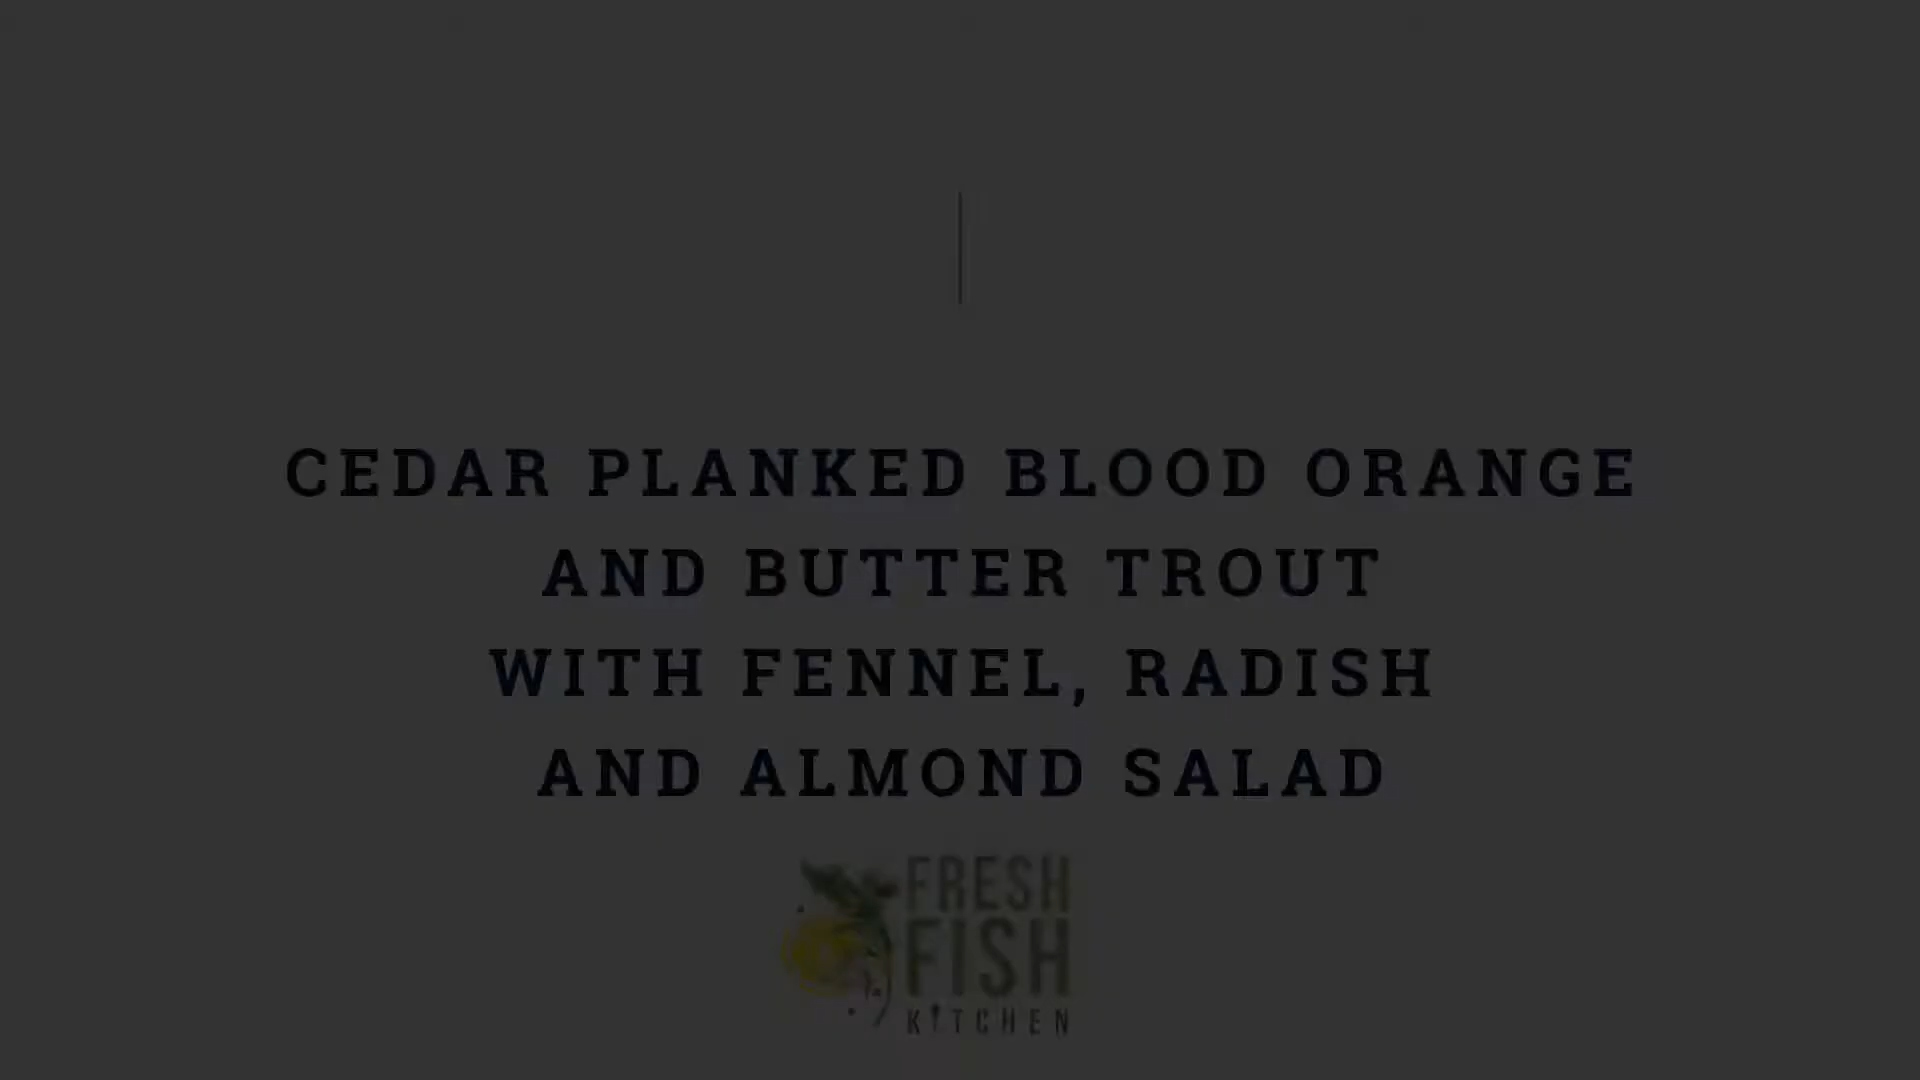 CEDAR PLANKED BLOOD ORANGE
AND BUTTER TROUT
WITH FENNEL, RADISH
AND ALMOND SALAD
FRESH
FISH
KITCHEN